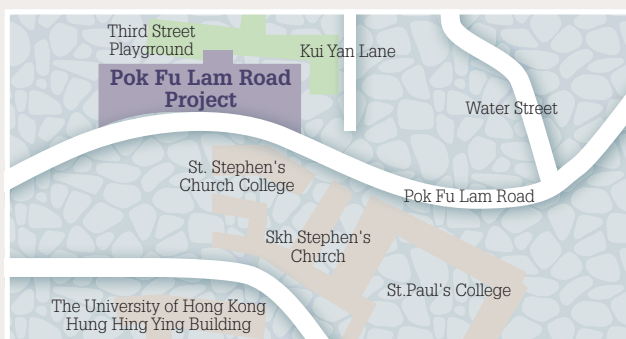 Third Street
Playground
Kui Yan Lane
Pok Fu Lam Road
Project
Water Street
St. Stephen's
Church College
Pok Fu Lam Road
Skh Stephen's
Church
St.Paul's College
The University of Hong Kong
Hung Hing Ying Building